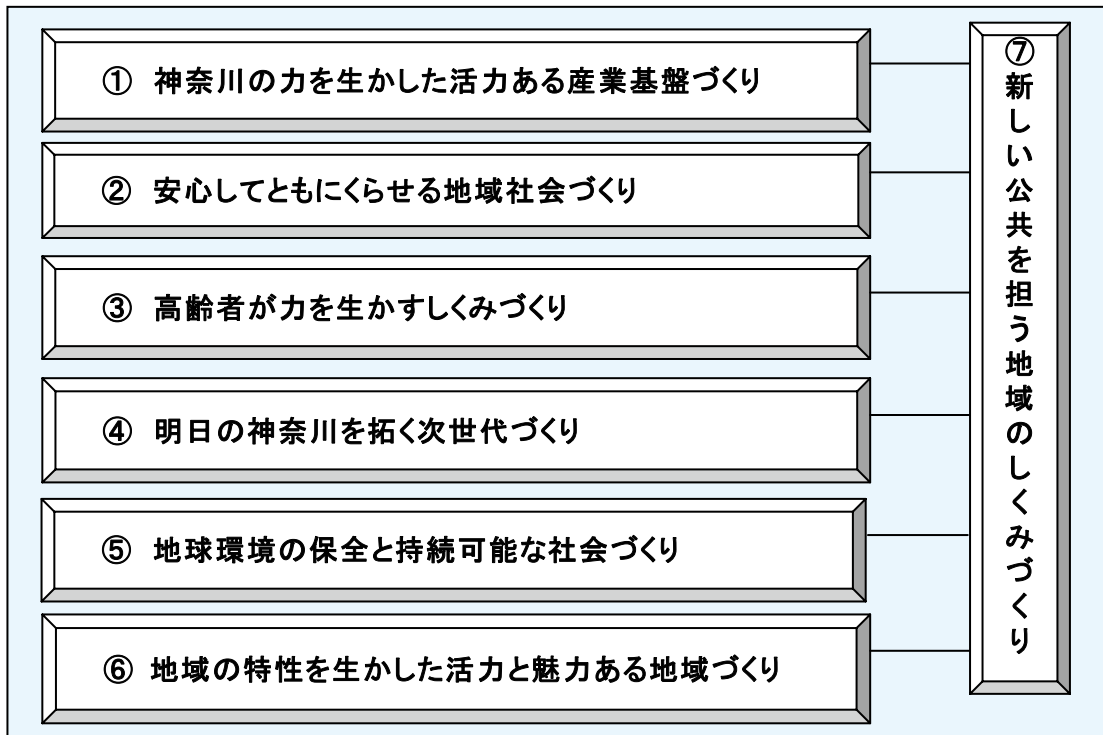 ① 神奈川の力を生かした活力ある産業基盤づくり
② 安心してともにくらせる地域社会づくり
③ 高齢者が力を生かすしくみづくり
④ 明日の神奈川を拓く次世代づくり
⑤ 地球環境の保全と持続可能な社会づくり
⑥ 地域の特性を生かした活力と魅力ある地域づくり
⑦新しい公共を担う地域のしくみづくり